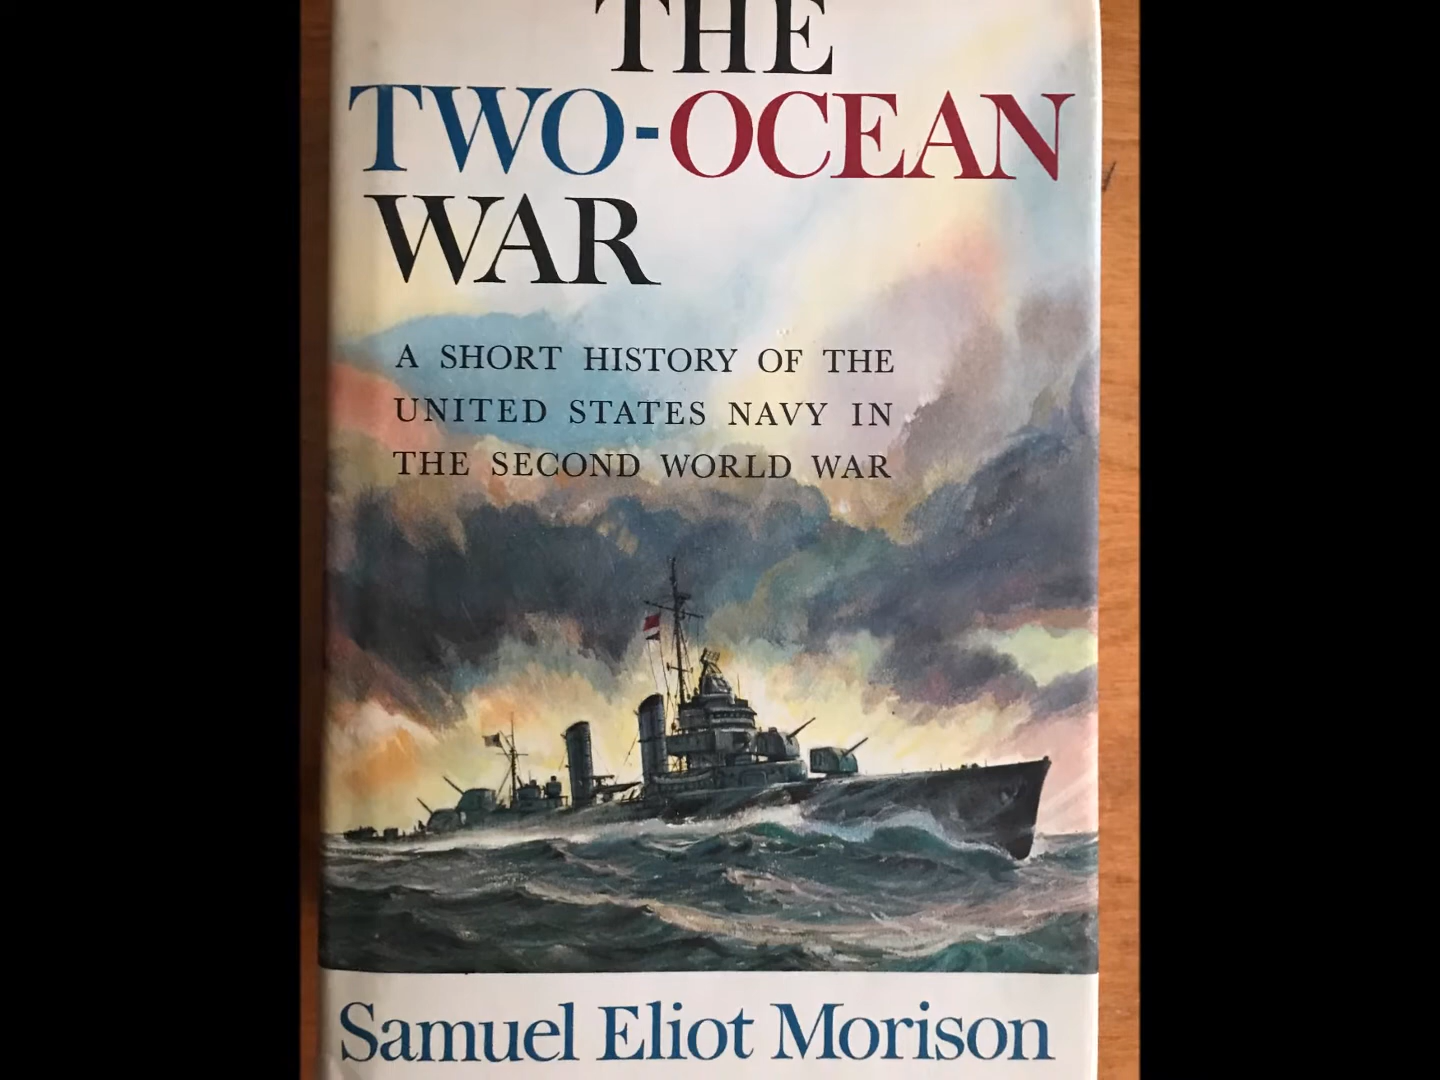 THE
TWO-OCEAN
WAR
A SHORT HISTORY OF THE
UNITED STATES NAVY IN
THE SECOND WORLD WAR
Samuel Eliot Morison